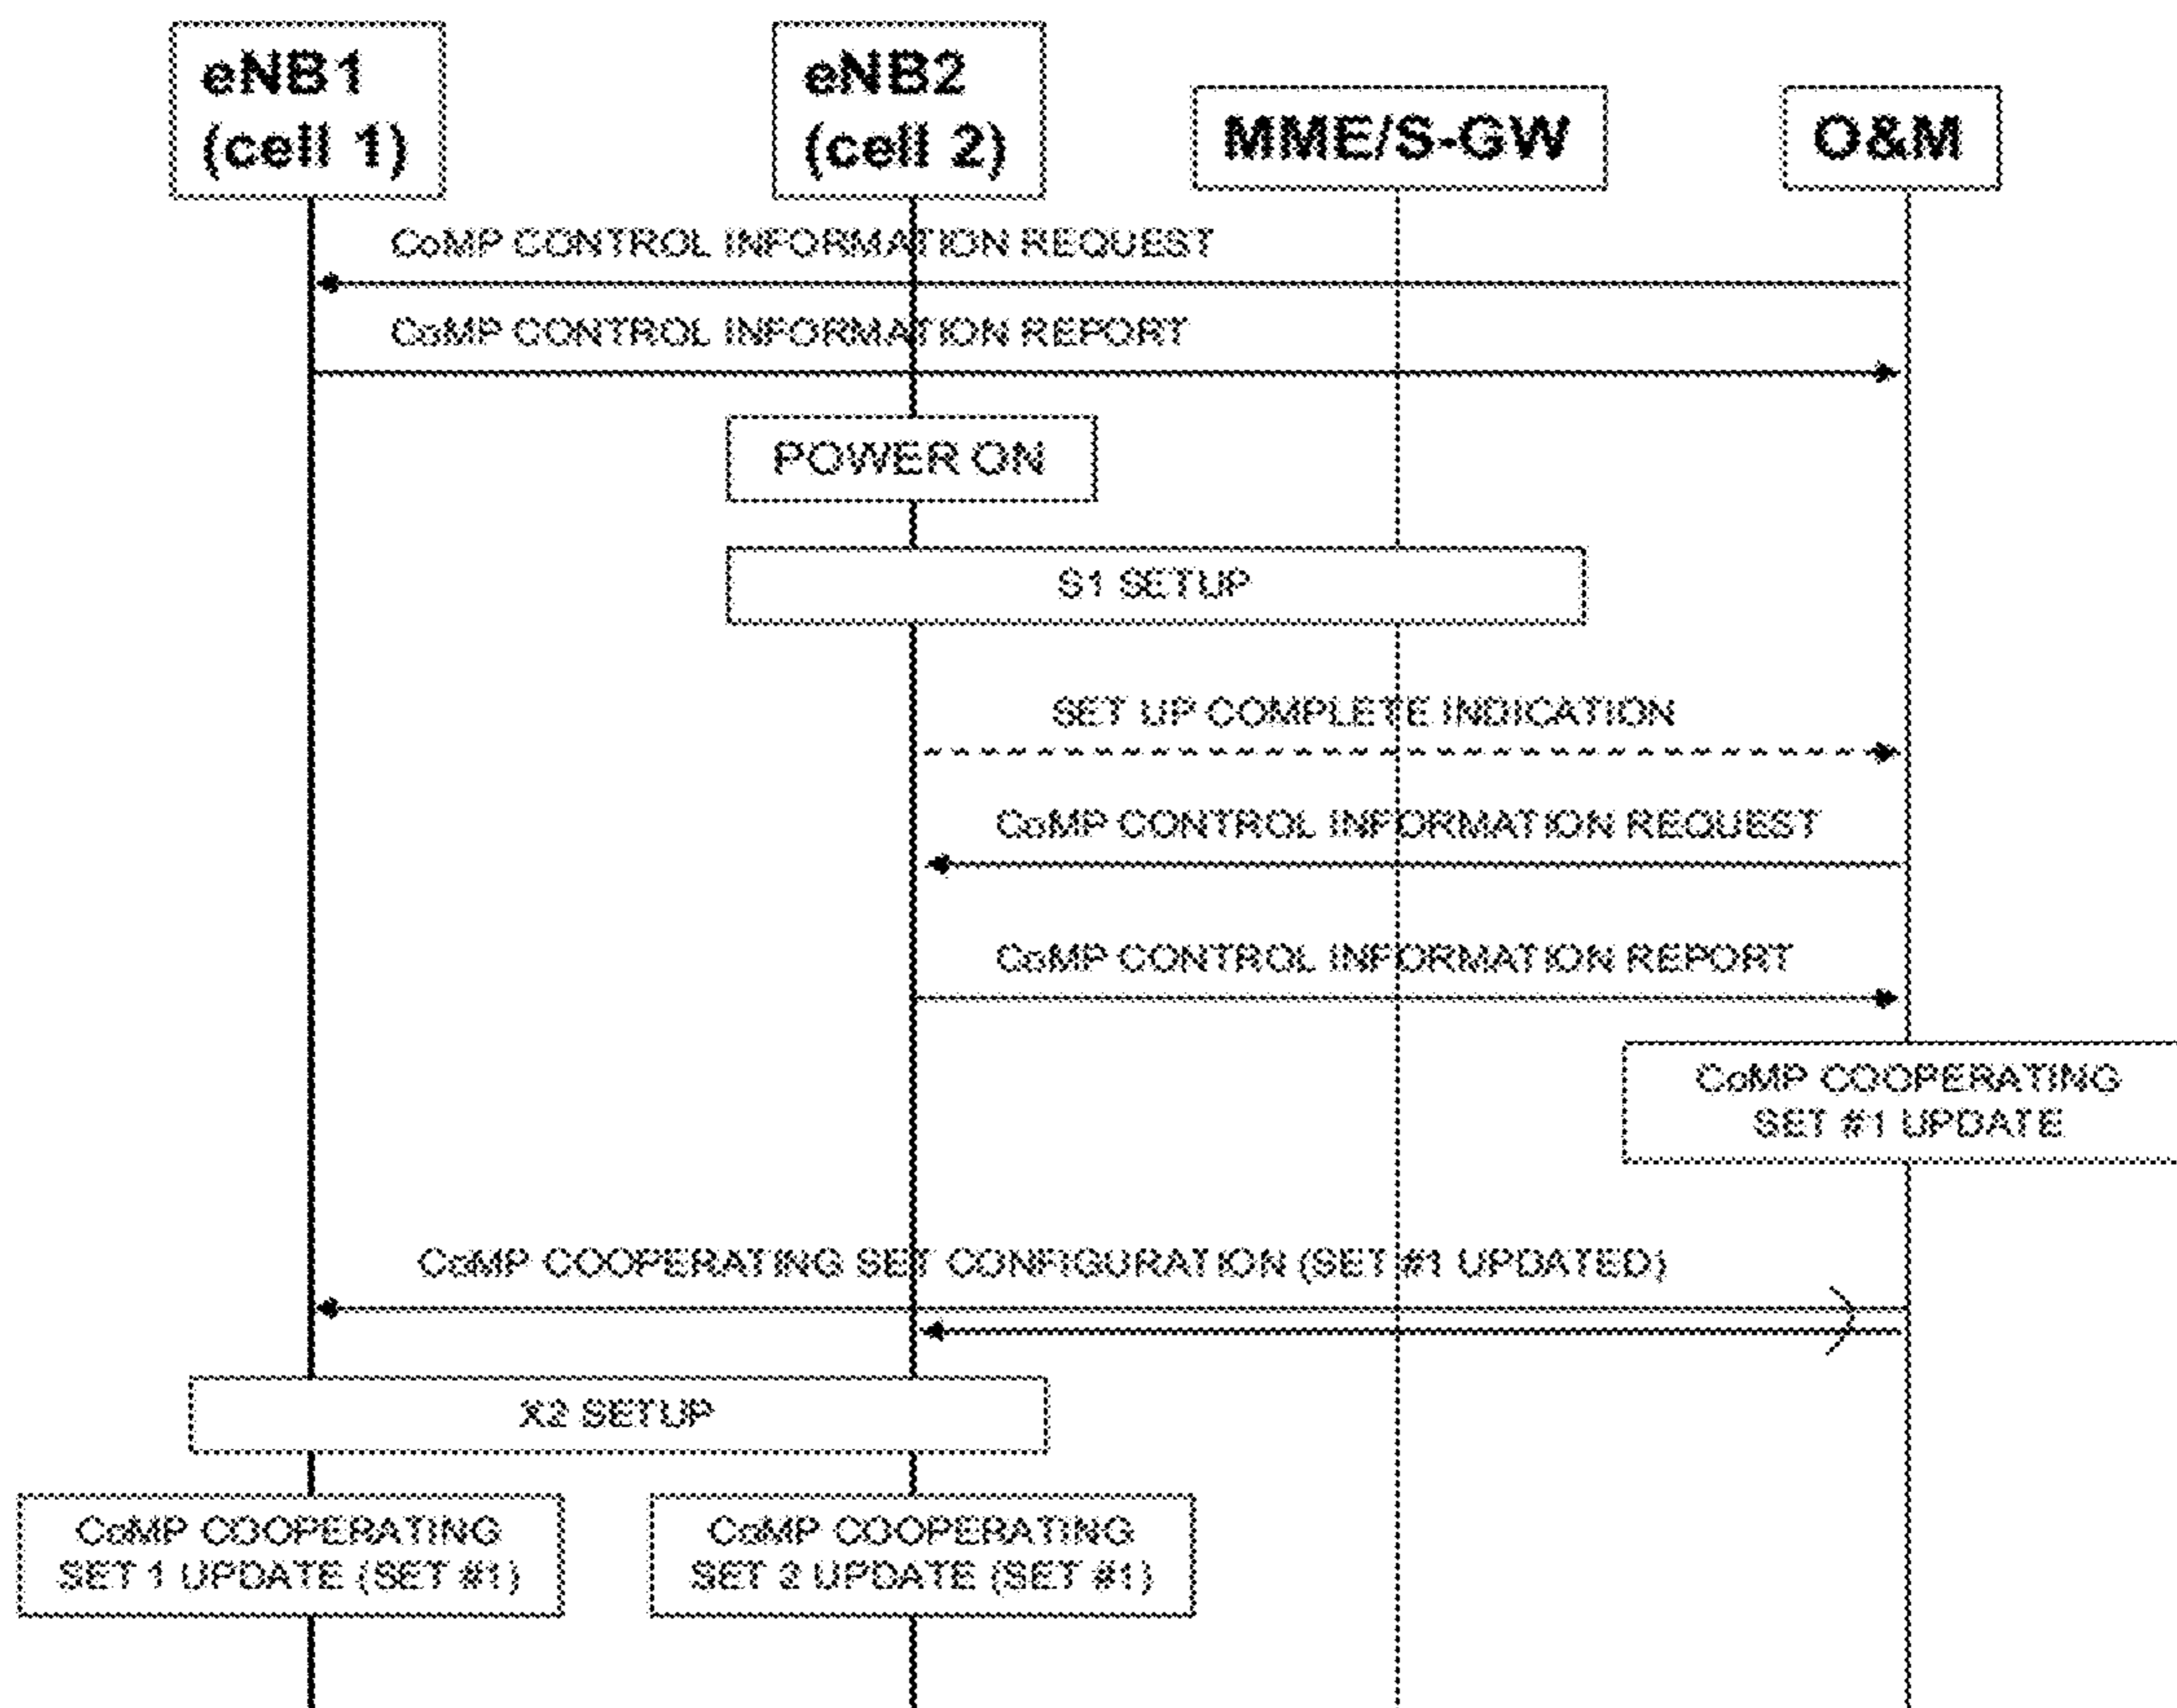 eNB1
(cell 1)
eNB2
(cell 2)
MME/S-GW
O&M
CoMP CONTROL INFORMATION REQUEST
CoMP CONTROL INFORMATION REPORT
POWER ON
S1 SETUP
SET UP COMPLETE INDICATION
CoMP CONTROL INFORMATION REQUEST
CoMP CONTROL INFORMATION REPORT
CoMP COOPERATING
SET #1 UPDATE
CoMP COOPERATING SET CONFIGURATION (SET #1 UPDATED)
X2 SETUP
CoMP COOPERATING
SET 1 UPDATE (SET #1)
CoMP COOPERATING
SET 2 UPDATE (SET #1)